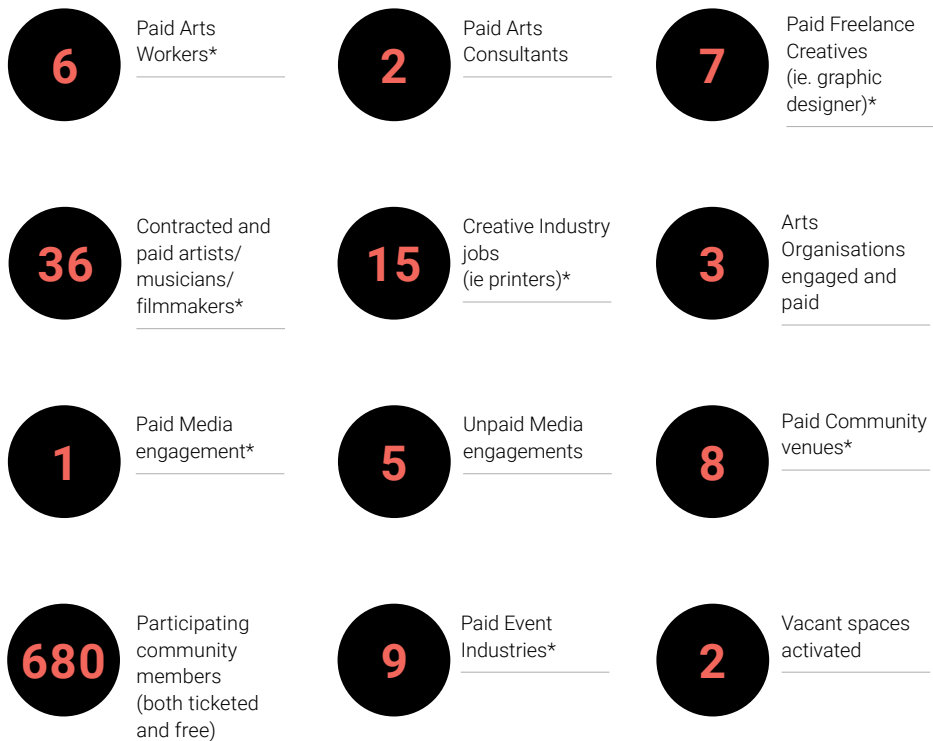 6
Paid Arts
Workers*
2
Paid Arts
Consultants
7
Paid Freelance
Creatives
(ie. graphic
designer)*
36
Contracted and
paid artists/
musicians/
filmmakers*
15
Creative Industry
jobs
(ie printers)*
3
Arts
Organisations
engaged and
paid
1
Paid Media
engagement*
5
Unpaid Media
engagements
8
Paid Community
venues*
680
Participating
community
members
(both ticketed
and free)
9
Paid Event
Industries*
2
Vacant spaces
activated